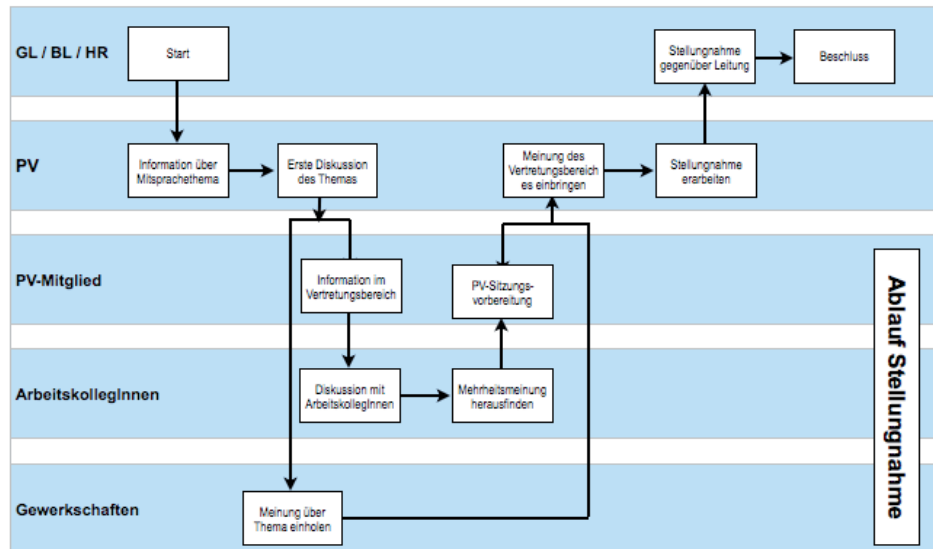 GL / BL / HR
Start
Stellungnahme
gegenüber Leitung
Beschluss
PV
Information über
Mitsprachethema
Erste Diskussion
des Themas
Meinung des
Vertretungsbereich
es einbringen
Stellungnahme
erarbeiten
PV-Mitglied
Information im
Vertretungsbereich
PV-Sitzungs-
vorbereitung
ArbeitskollegInnen
Diskussion mit
ArbeitskollegInnen
Mehrheitsmeinung
herausfinden
Gewerkschaften
Meinung über
Thema einholen
Ablauf Stellungnahme